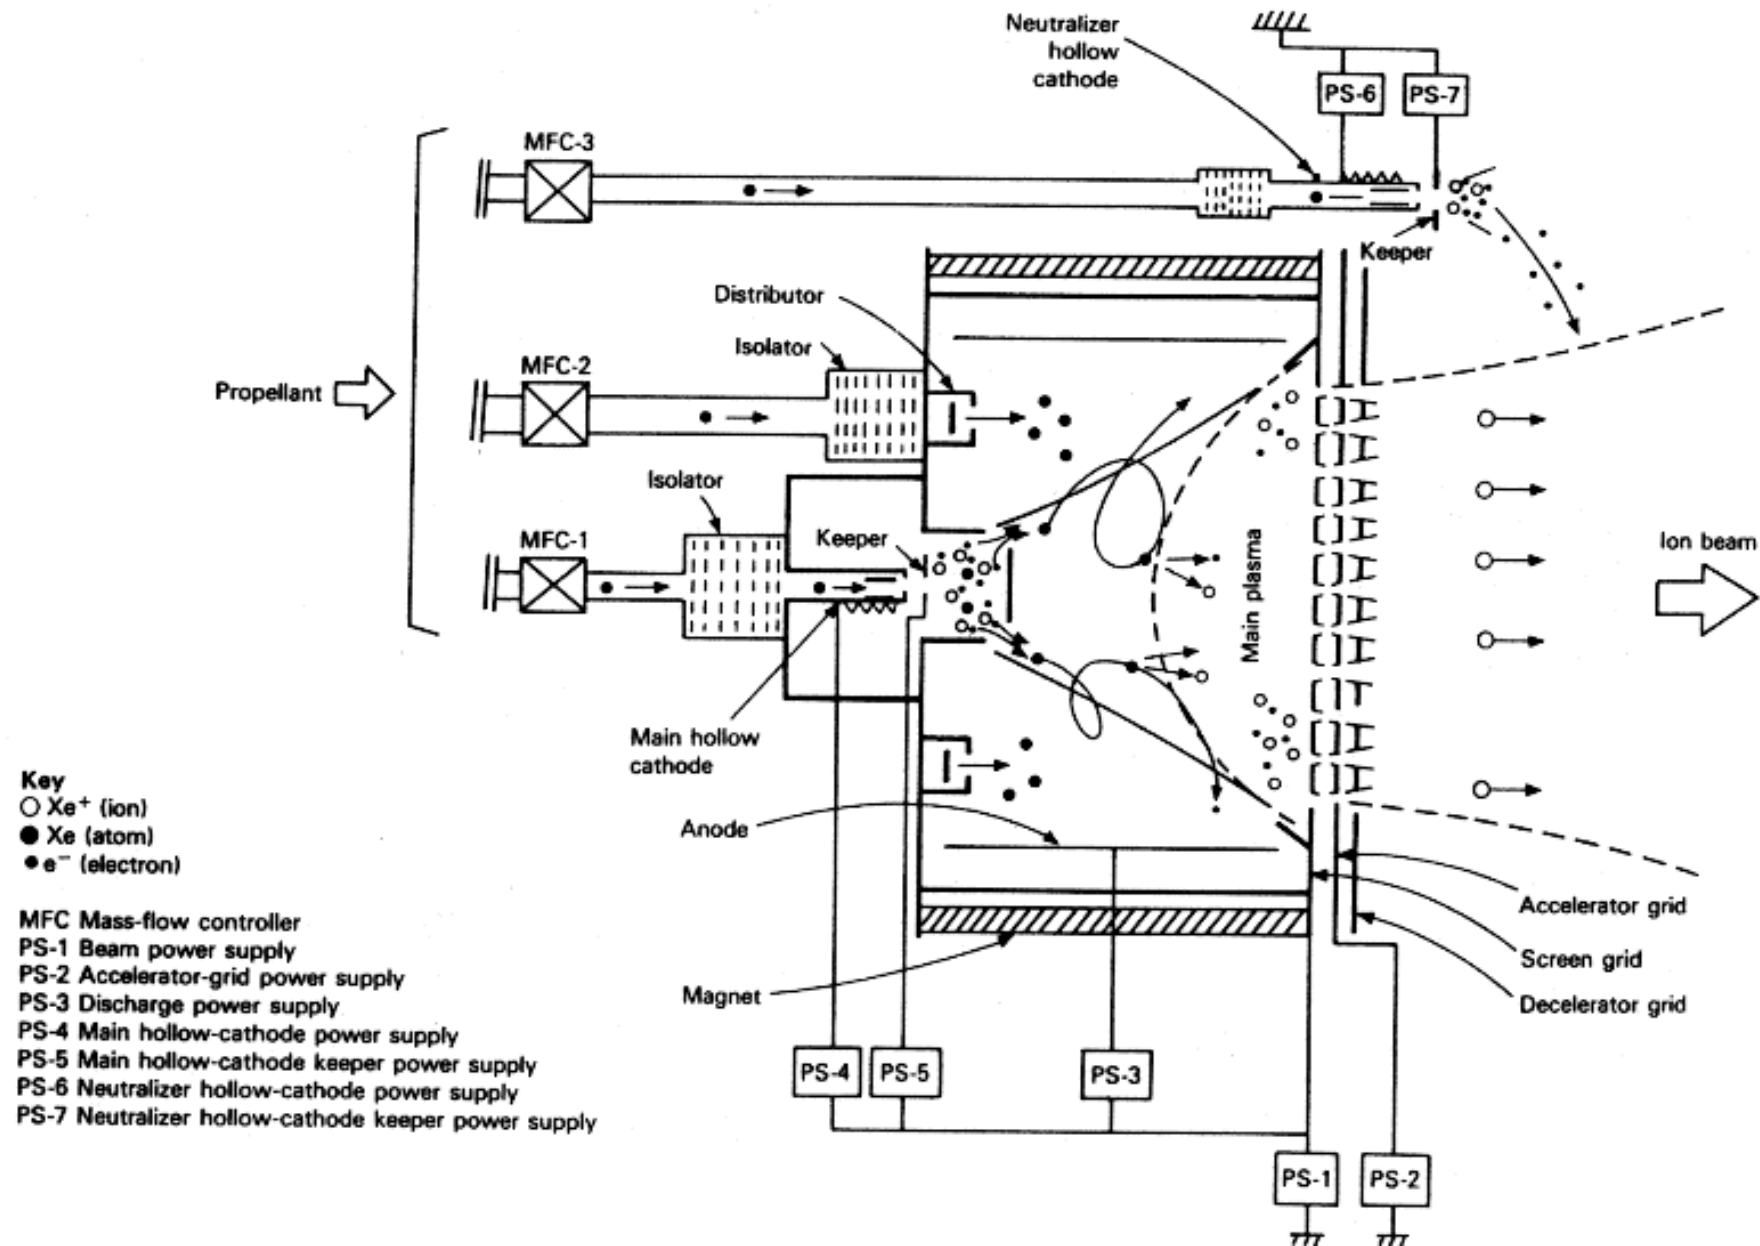 Neutralizer
hollow
cathode
PS-6
PS-7
MFC-3
Keeper
Distributor
Isolator
MFC-2
Propellant
Isolator
MFC-1
Keeper
Main plasma
Ion beam
Main hollow
cathode
Anode
Magnet
Accelerator grid
Screen grid
Decelerator grid
PS-4
PS-5
PS-3
PS-1
PS-2
Key
Xe+ (ion)
Xe (atom)
e− (electron)
MFC Mass-flow controller
PS-1 Beam power supply
PS-2 Accelerator-grid power supply
PS-3 Discharge power supply
PS-4 Main hollow-cathode power supply
PS-5 Main hollow-cathode keeper power supply
PS-6 Neutralizer hollow-cathode power supply
PS-7 Neutralizer hollow-cathode keeper power supply